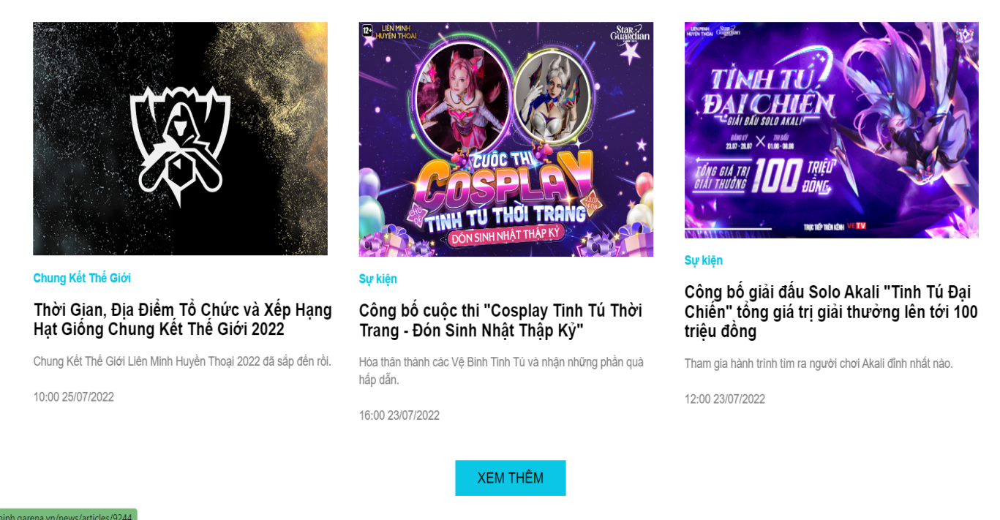 12+
LIÊN MINH
HUYỀN THOẠI
Star
Guardian
CUỘC THI
COSPLAY
CHỦ
ĐỀ
23.07
14.08
TINH TÚ THỜI TRANG
ĐÓN SINH NHẬT THẬP KỶ
LIÊN MINH
HUYỀN THOẠI
Star
Guardian
TINH TÚ
ĐẠI CHIẾN
GIẢI ĐẤU SOLO AKALI
ĐĂNG KÝ
THI ĐẤU
TỔNG GIÁ TRỊ
GIẢI THƯỞNG
100
TRIỆU
ĐỒNG
TRỰC TIẾP TRÊN KÊNH VETV
Chung Kết Thế Giới
Thời Gian, Địa Điểm Tổ Chức và Xếp Hạng
Hạt Giống Chung Kết Thế Giới 2022
Chung Kết Thế Giới Liên Minh Huyền Thoại 2022 đã sắp đến rồi.
10:00 25/07/2022
Sự kiện
Công bố cuộc thi "Cosplay Tinh Tú Thời
Trang - Đón Sinh Nhật Thập Kỷ"
Hóa thân thành các Vệ Binh Tinh Tú và nhận những phần quà
hấp dẫn.
16:00 23/07/2022
Sự kiện
Công bố giải đấu Solo Akali "Tinh Tú Đại
Chiến" tổng giá trị giải thưởng lên tới 100
triệu đồng
Tham gia hành trình tìm ra người chơi Akali đỉnh nhất nào.
12:00 23/07/2022
XEM THÊM
ninh.garena.vn/news/articles/9244